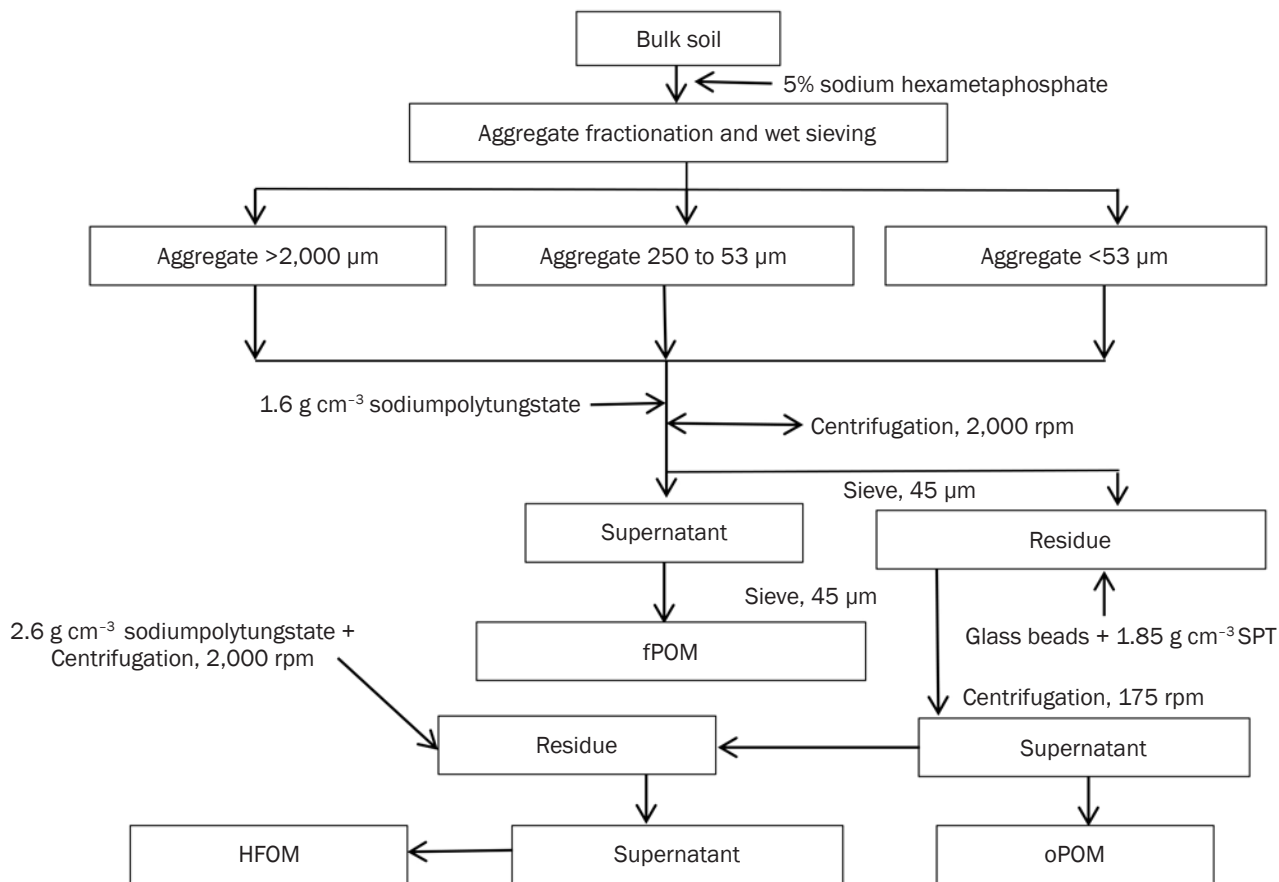 Bulk soil
5% sodium hexametaphosphate
Aggregate fractionation and wet sieving
Aggregate >2,000 µm
Aggregate 250 to 53 µm
Aggregate <53 µm
1.6 g cm⁻³ sodiumpolytungstate
Centrifugation, 2,000 rpm
Sieve, 45 µm
Supernatant
Residue
Sieve, 45 µm
2.6 g cm⁻³ sodiumpolytungstate +
Centrifugation, 2,000 rpm
fPOM
Glass beads + 1.85 g cm⁻³ SPT
Centrifugation, 175 rpm
Residue
Supernatant
HFOM
Supernatant
oPOM